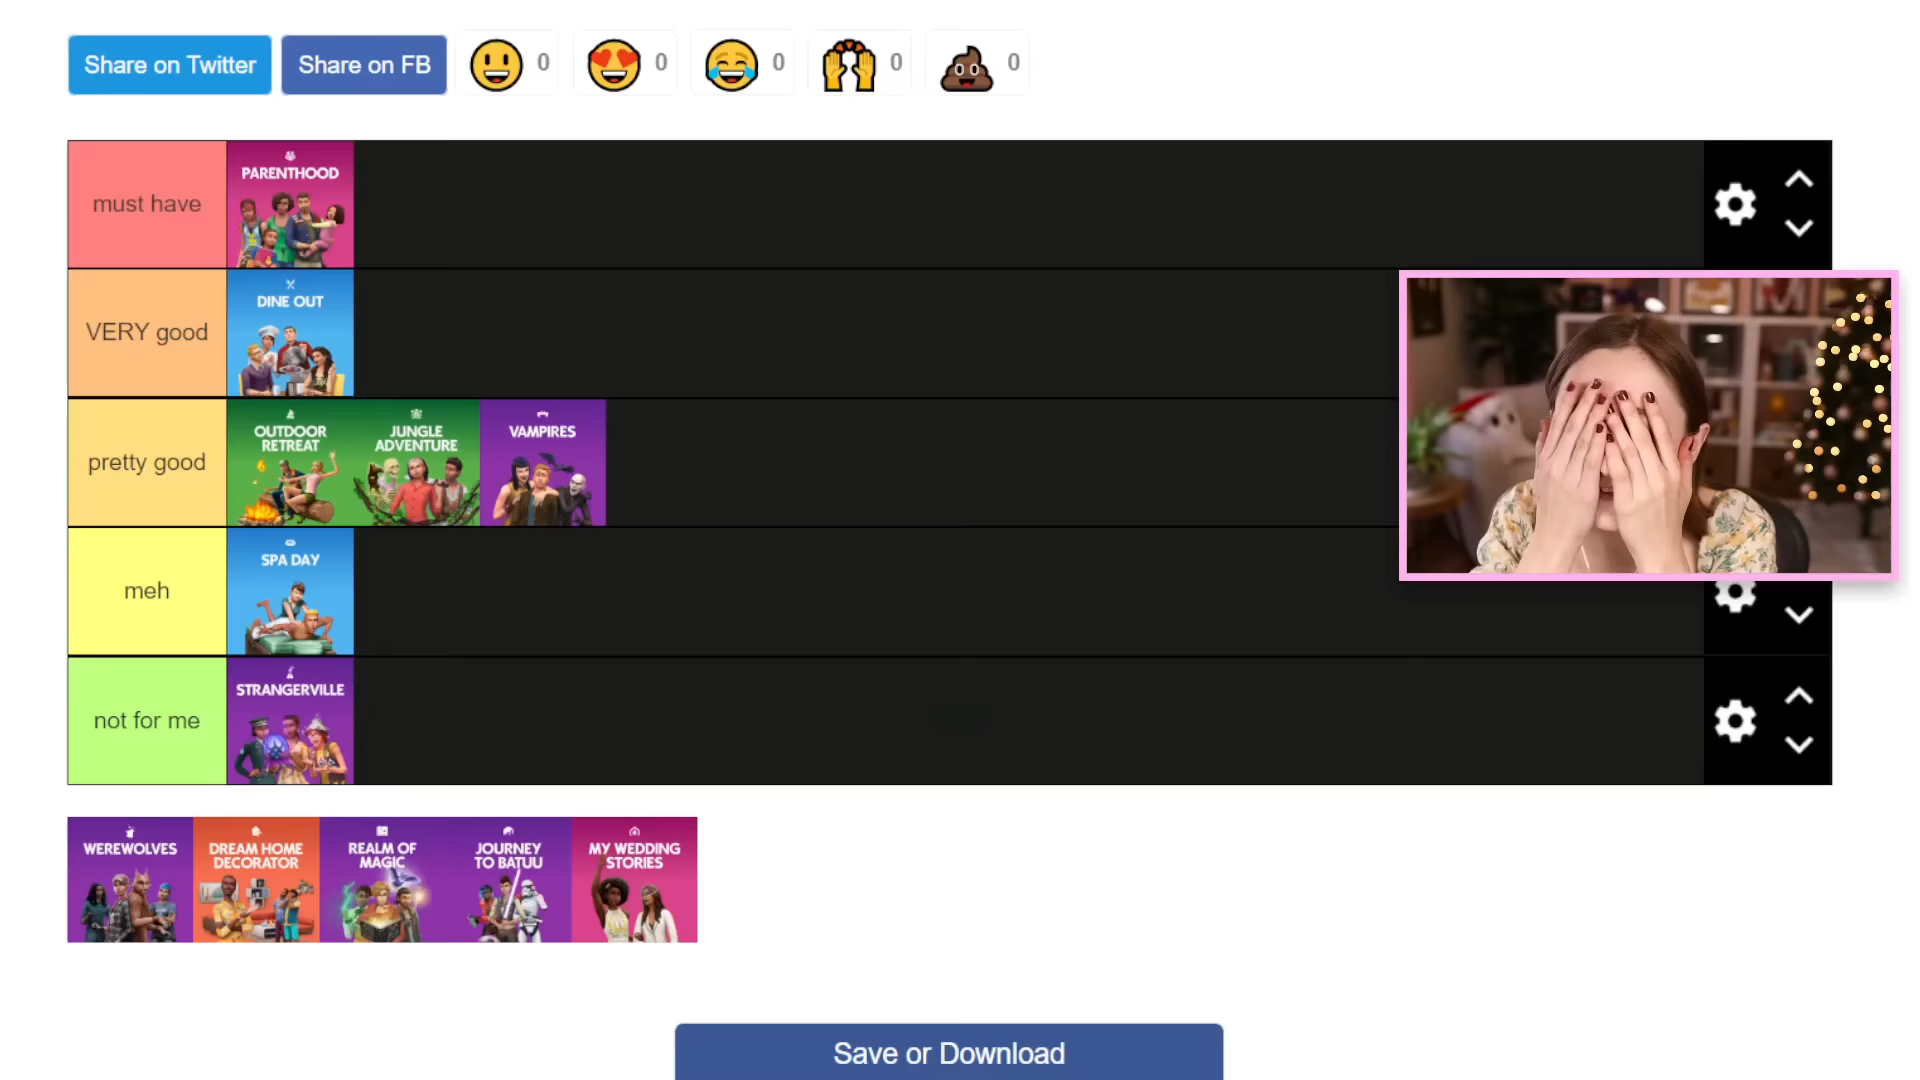 Share on Twitter
Share on FB
0
0
0
0
0
must have
PARENTHOOD
VERY good
DINE OUT
pretty good
OUTDOOR
RETREAT
JUNGLE
ADVENTURE
VAMPIRES
meh
SPA DAY
not for me
STRANGERVILLE
WEREWOLVES
DREAM HOME
DECORATOR
REALM OF
MAGIC
JOURNEY
TO BATUU
MY WEDDING
STORIES
Save or Download